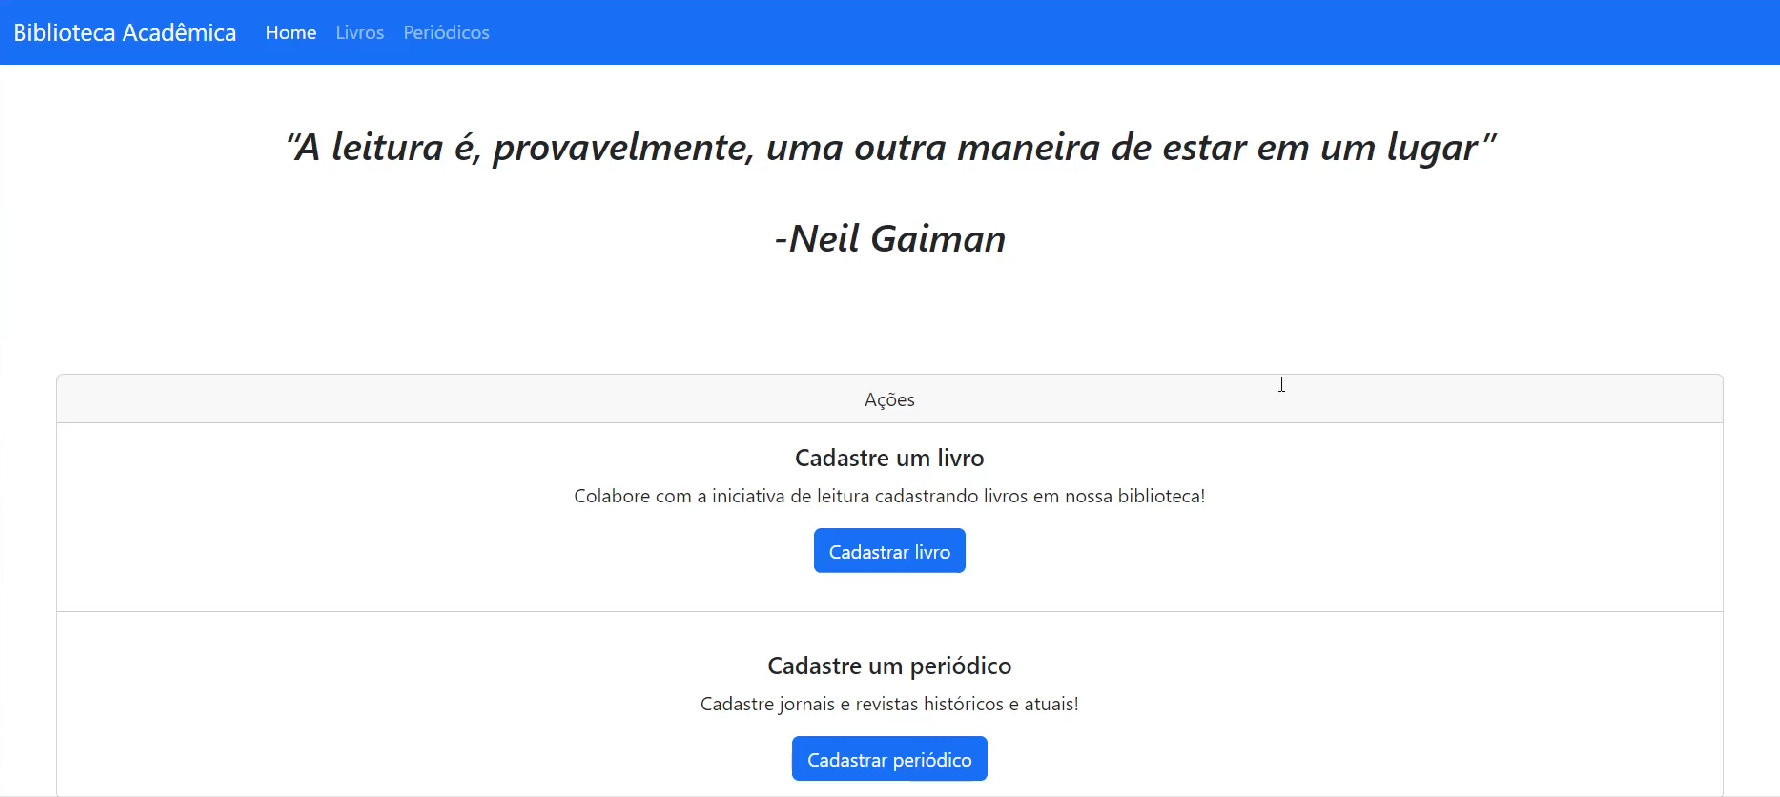 Biblioteca Acadêmica Home Livros Periódicos
"A leitura é, provavelmente, uma outra maneira de estar em um lugar"
-Neil Gaiman
Ações
Cadastre um livro
Colabore com a iniciativa de leitura cadastrando livros em nossa biblioteca!
Cadastrar livro
Cadastre um periódico
Cadastre jornais e revistas históricos e atuais!
Cadastrar periódico